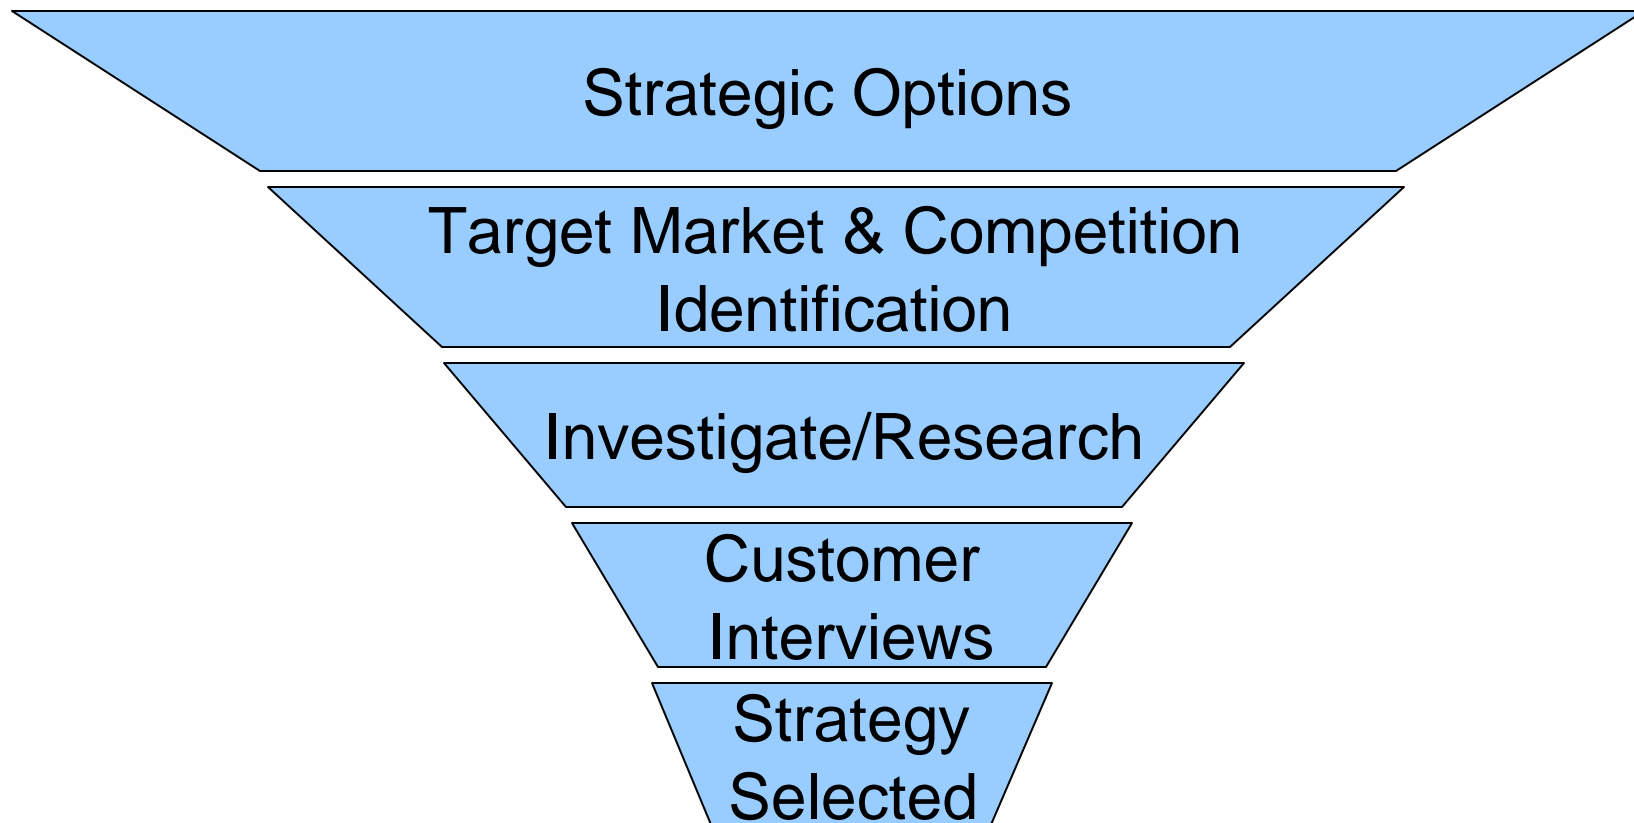 Strategic Options
Target Market & Competition
Identification
Investigate/Research
Customer
Interviews
Strategy
Selected